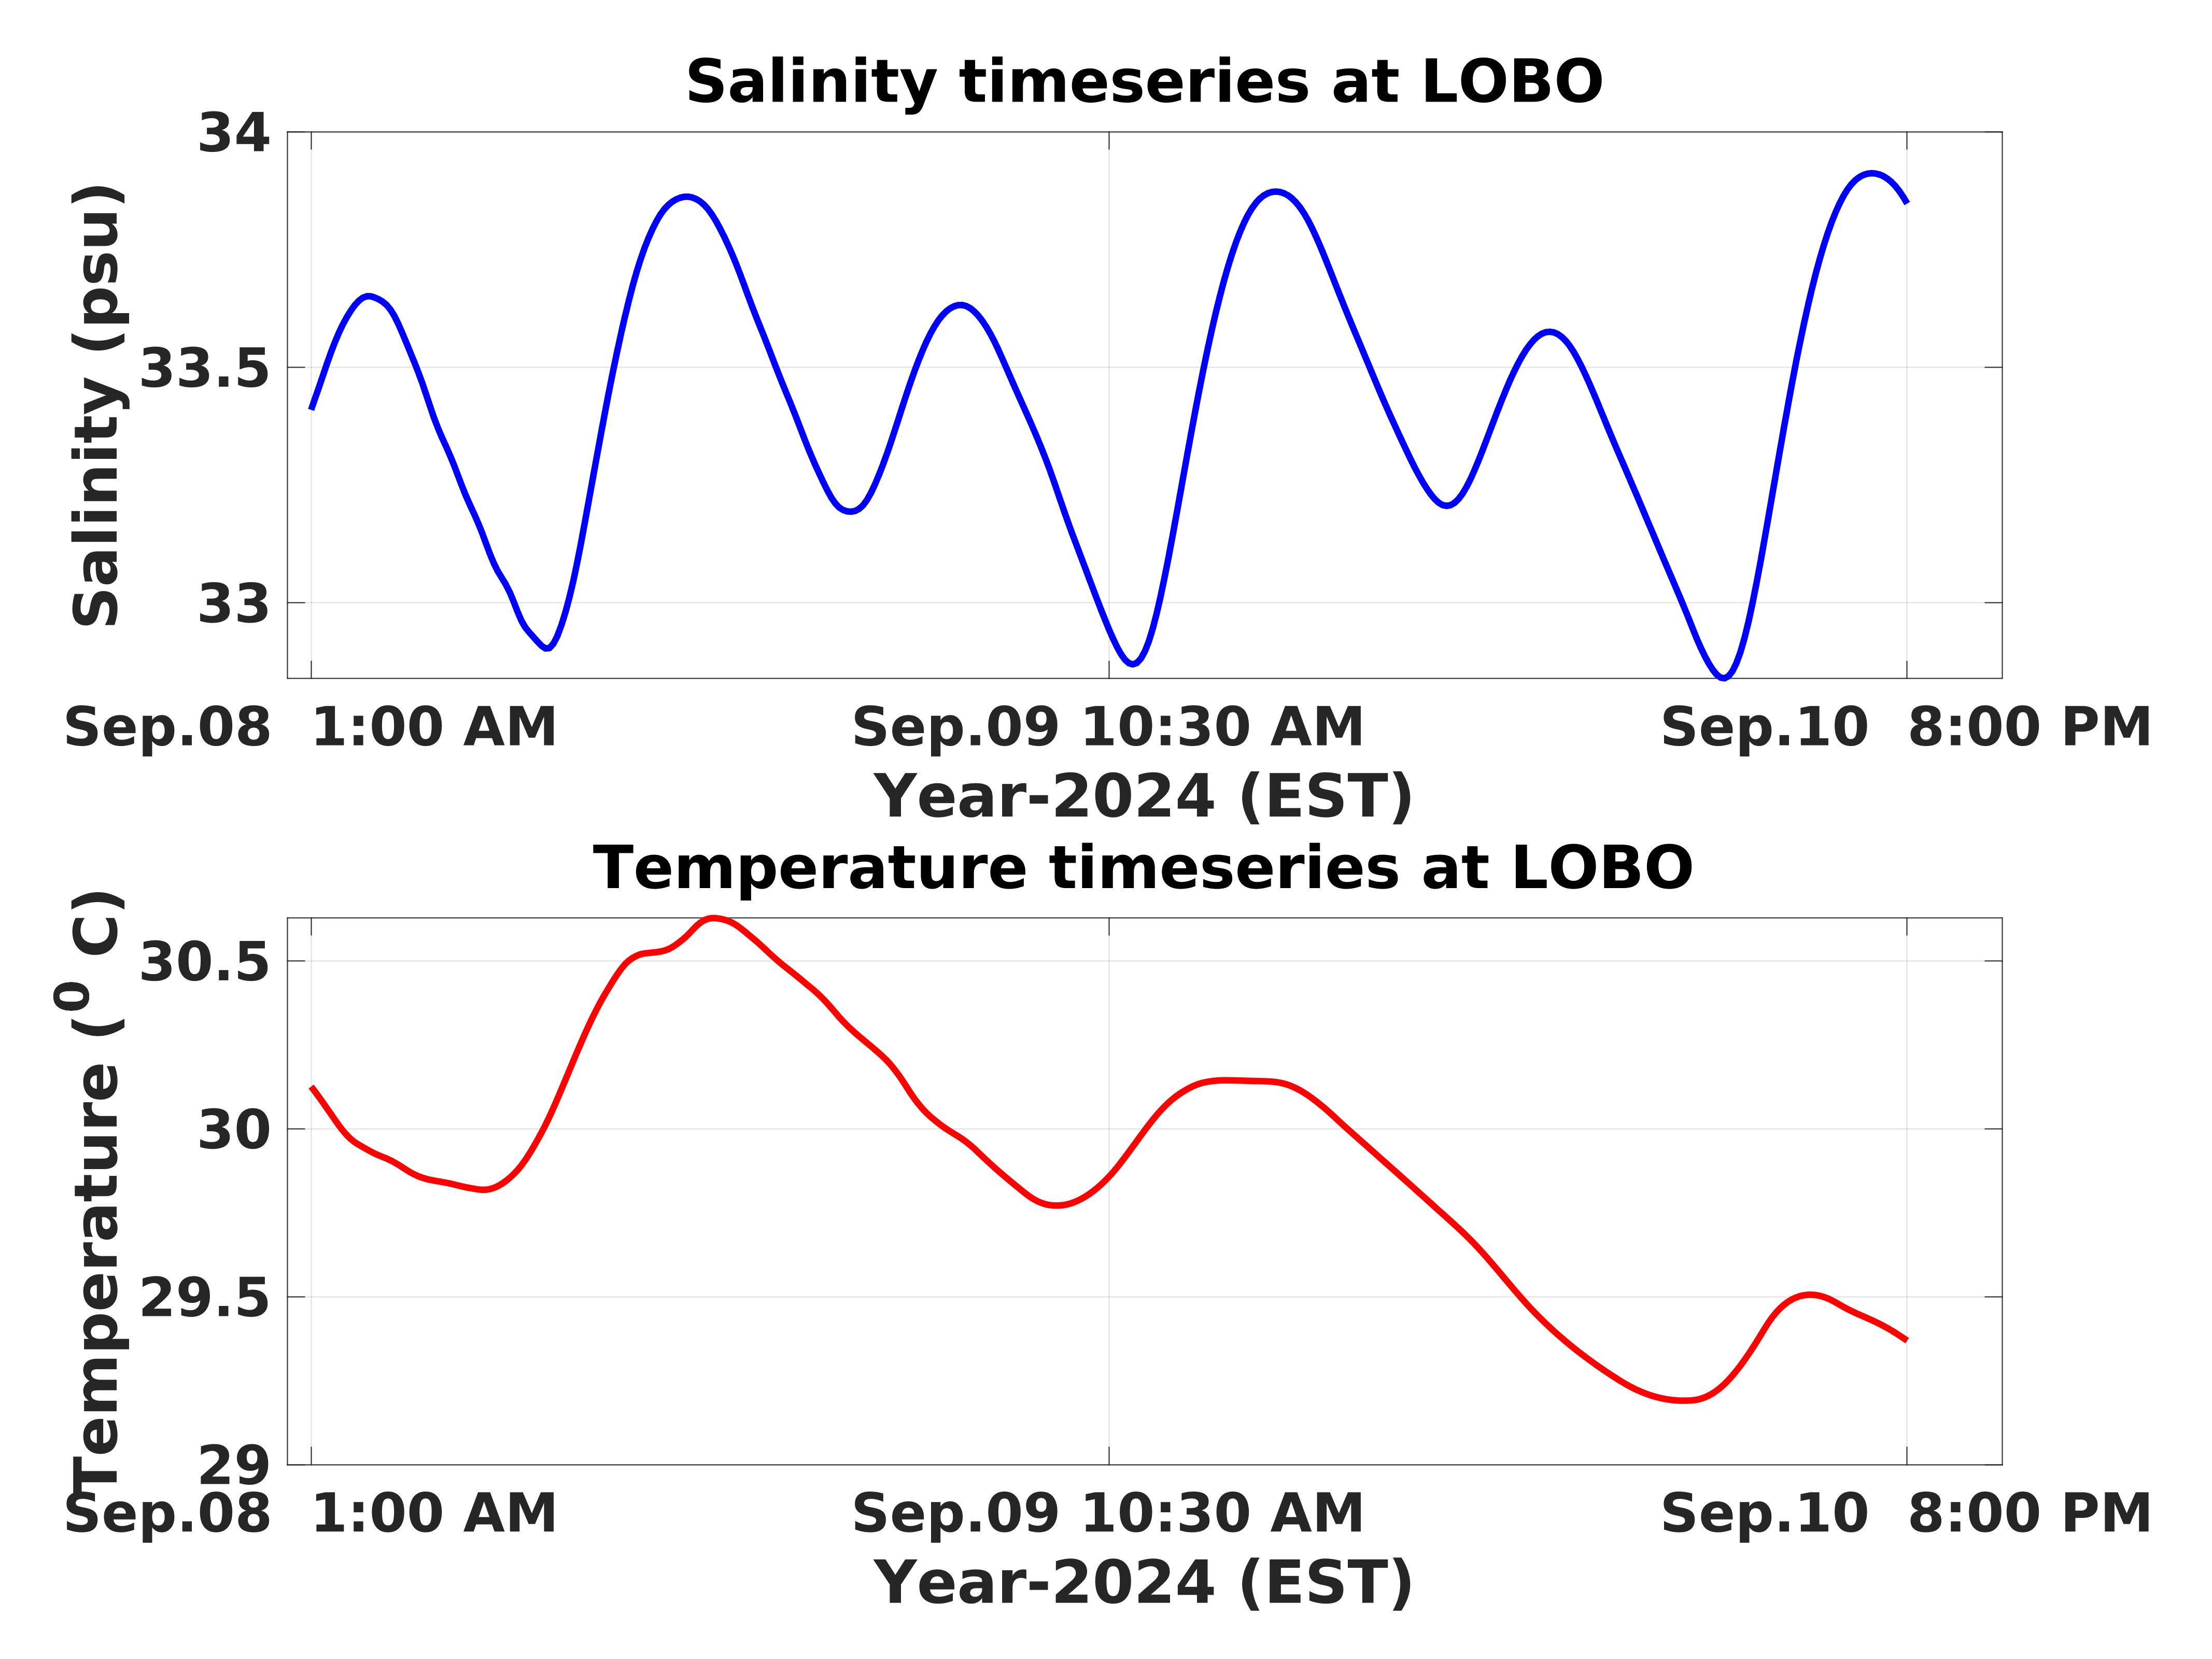 Salinity timeseries at LOBO
Salinity (psu)
34
33.5
33
Sep.08  1:00 AM
Sep.09 10:30 AM
Sep.10  8:00 PM
Year-2024 (EST)
Temperature timeseries at LOBO
Temperature (⁰ C)
30.5
30
29.5
29
Sep.08  1:00 AM
Sep.09 10:30 AM
Sep.10  8:00 PM
Year-2024 (EST)